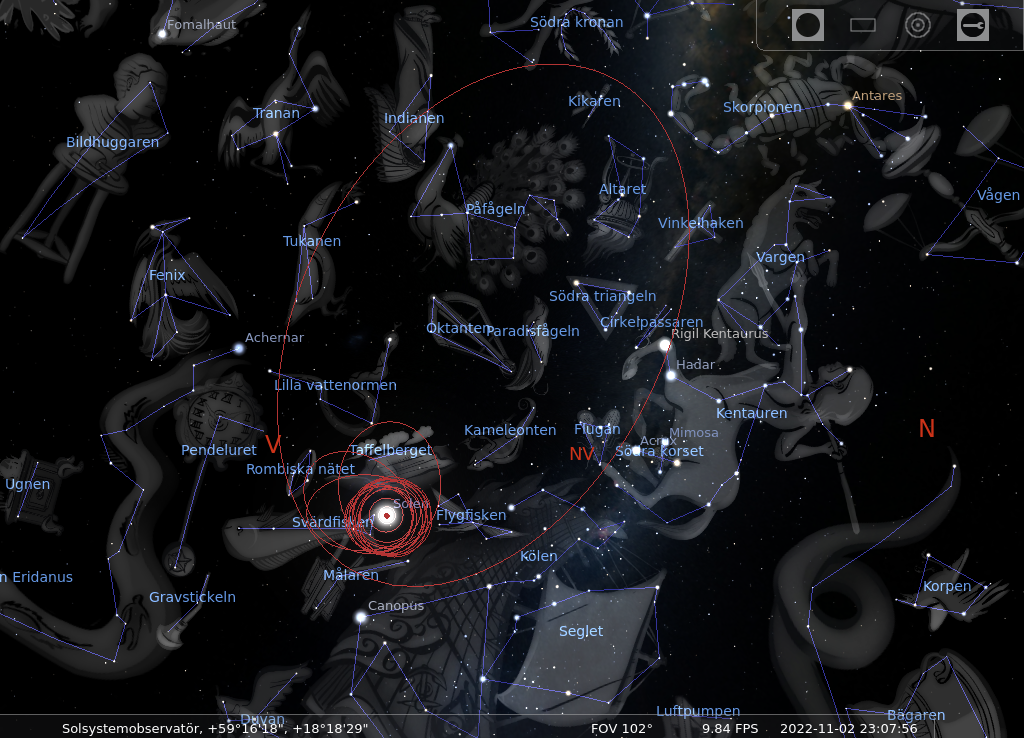 Fomalhaut
Södra kronan
Bildhuggaren
Tranan
Indianen
Kikaren
Skorpionen
Antares
Altaret
Påfågeln
Vinkelhaken
Vågen
Tukanen
Fenix
Vargen
Södra triangeln
Oktanten
Paradisfågeln
Cirkelpassaren
Rigil Kentaurus
Achernar
Hadar
Lilla vattenormen
Kentauren
Kameleonten
Flugan
Acrux
Mimosa
Södra korset
N
V
NV
Pendeluret
Taffelberget
Rombiska nätet
Ugnen
Solen
Svärdfisken
Flygfisken
Kölen
n Eridanus
Målaren
Gravstickeln
Canopus
Korpen
Seglet
Duvan
Luftpumpen
Bägaren
Solsystemobservatör, +59°16'18", +18°18'29"
FOV 102°
9.84 FPS
2022-11-02 23:07:56